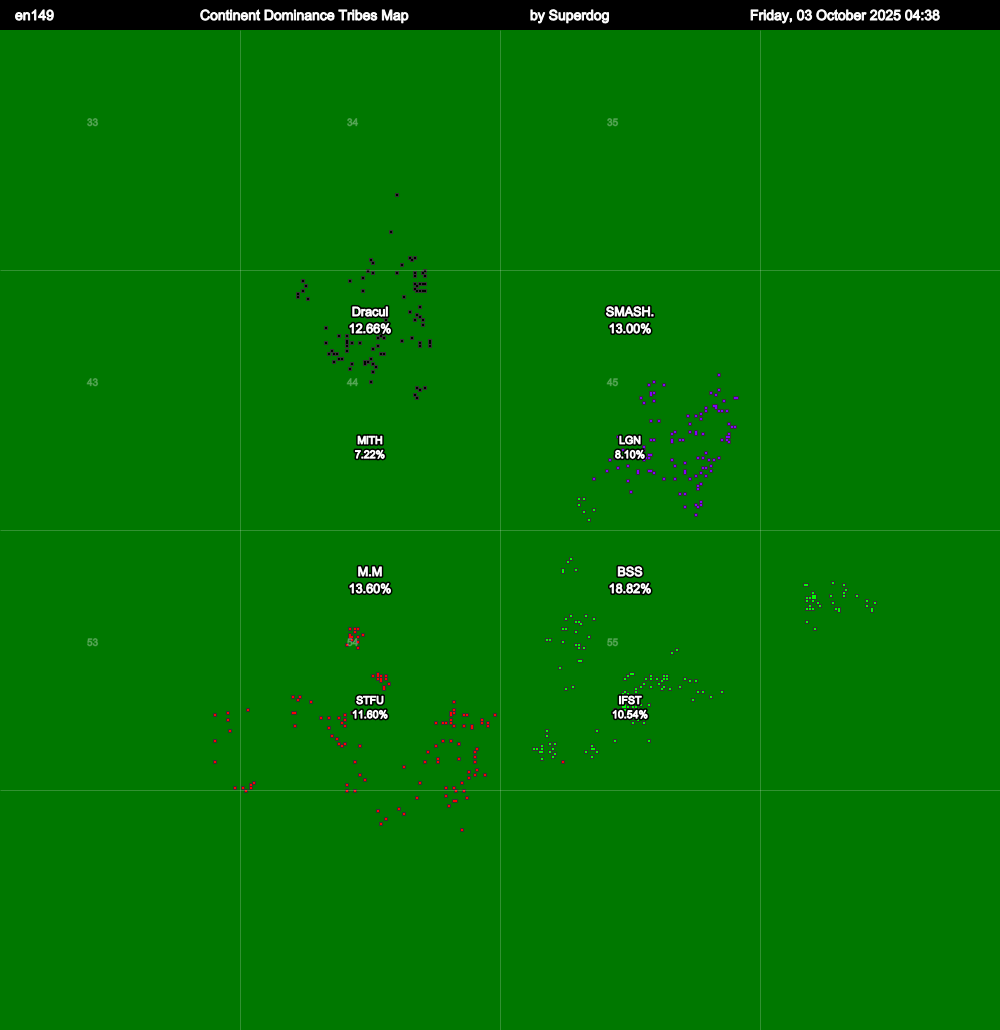 en149 Continent Dominance Tribes Map by Superdog Friday, 03 October 2025 04:38
33 34 35
Dracul SMASH.
12.66% 13.00%
43 44 45
MITH LGN
7.22% 8.10%
M.M BSS
13.60% 18.82%
53 54 55
STFU IFST
11.60% 10.54%